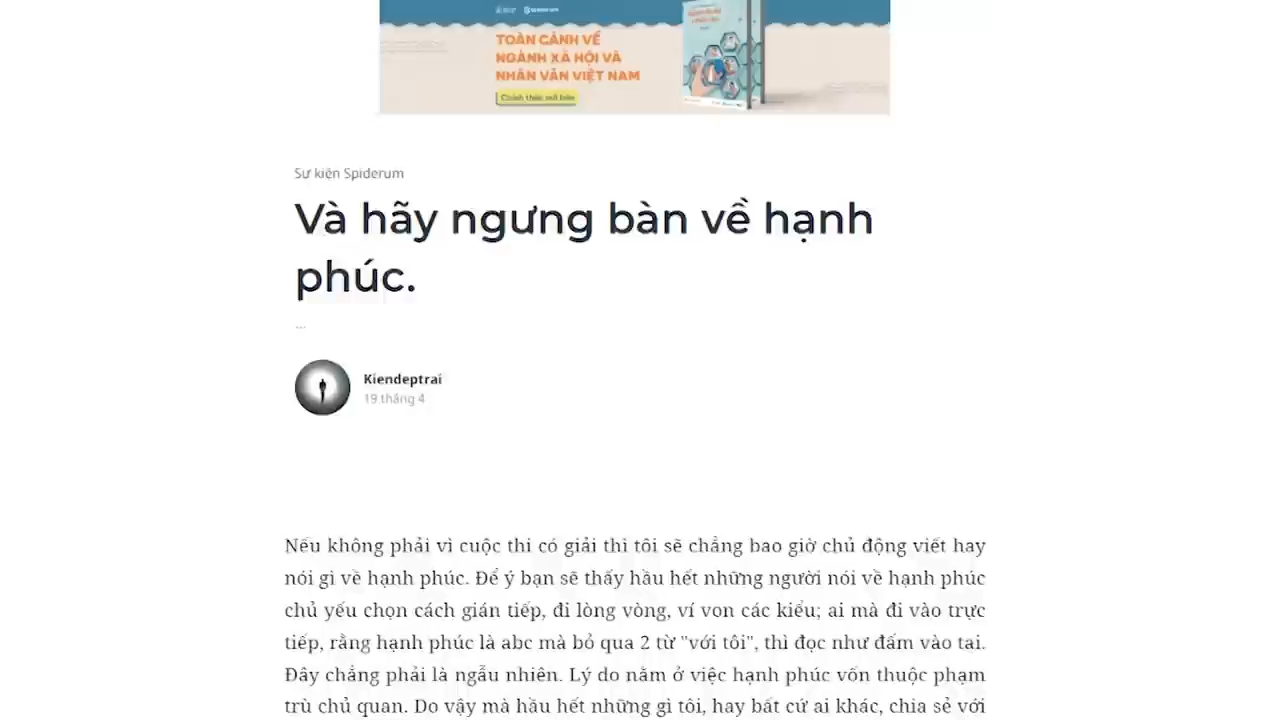 SPIDERUM
TOÀN CẢNH VỀ
NGÀNH XÃ HỘI VÀ
NHÂN VĂN VIỆT NAM
Chính thức mở bán
Sự kiện Spiderum
Và hãy ngưng bàn về hạnh
phúc.
...
Kiendeptrai
19 tháng 4
Nếu không phải vì cuộc thi có giải thì tôi sẽ chẳng bao giờ chủ động viết hay
nói gì về hạnh phúc. Để ý bạn sẽ thấy hầu hết những người nói về hạnh phúc
chủ yếu chọn cách gián tiếp, đi lòng vòng, ví von các kiểu; ai mà đi vào trực
tiếp, rằng hạnh phúc là abc mà bỏ qua 2 từ "với tôi", thì đọc như đấm vào tai.
Đây chẳng phải là ngẫu nhiên. Lý do nằm ở việc hạnh phúc vốn thuộc phạm
trù chủ quan. Do vậy mà hầu hết những gì tôi, hay bất cứ ai khác, chia sẻ với